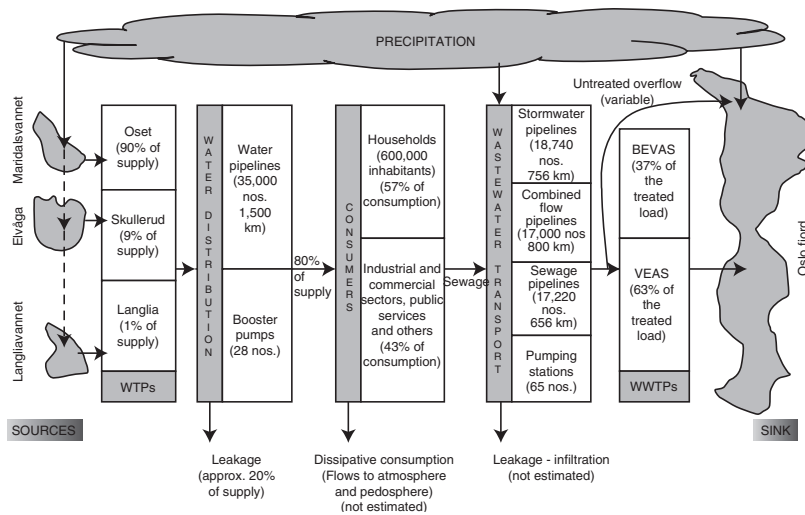 PRECIPITATION
Untreated overflow
(variable)
Maridalsvannet
Elvåga
Langliavannet
Oset
(90% of
supply)
Skullerud
(9% of
supply)
Langlia
(1% of
supply)
WTPs
WATER DISTRIBUTION
Water
pipelines
(35,000
nos.
1,500
km)
Booster
pumps
(28 nos.)
80%
of
supply
CONSUMERS
Households
(600,000
inhabitants)
(57% of
consumption)
Industrial and
commercial
sectors, public
services
and others
(43% of
consumption)
Sewage
WASTEWATER TRANSPORT
Stormwater
pipelines
(18,740
nos.
756 km)
Combined
flow
pipelines
(17,000 nos
800 km)
Sewage
pipelines
(17,220
nos.
656 km)
Pumping
stations
(65 nos.)
BEVAS
(37% of
the
treated
load)
VEAS
(63% of
the
treated
load)
WWTPs
Oslo fjord
SOURCES
SINK
Leakage
(approx. 20%
of supply)
Dissipative consumption
(Flows to atmosphere
and pedosphere)
(not estimated)
Leakage - infiltration
(not estimated)